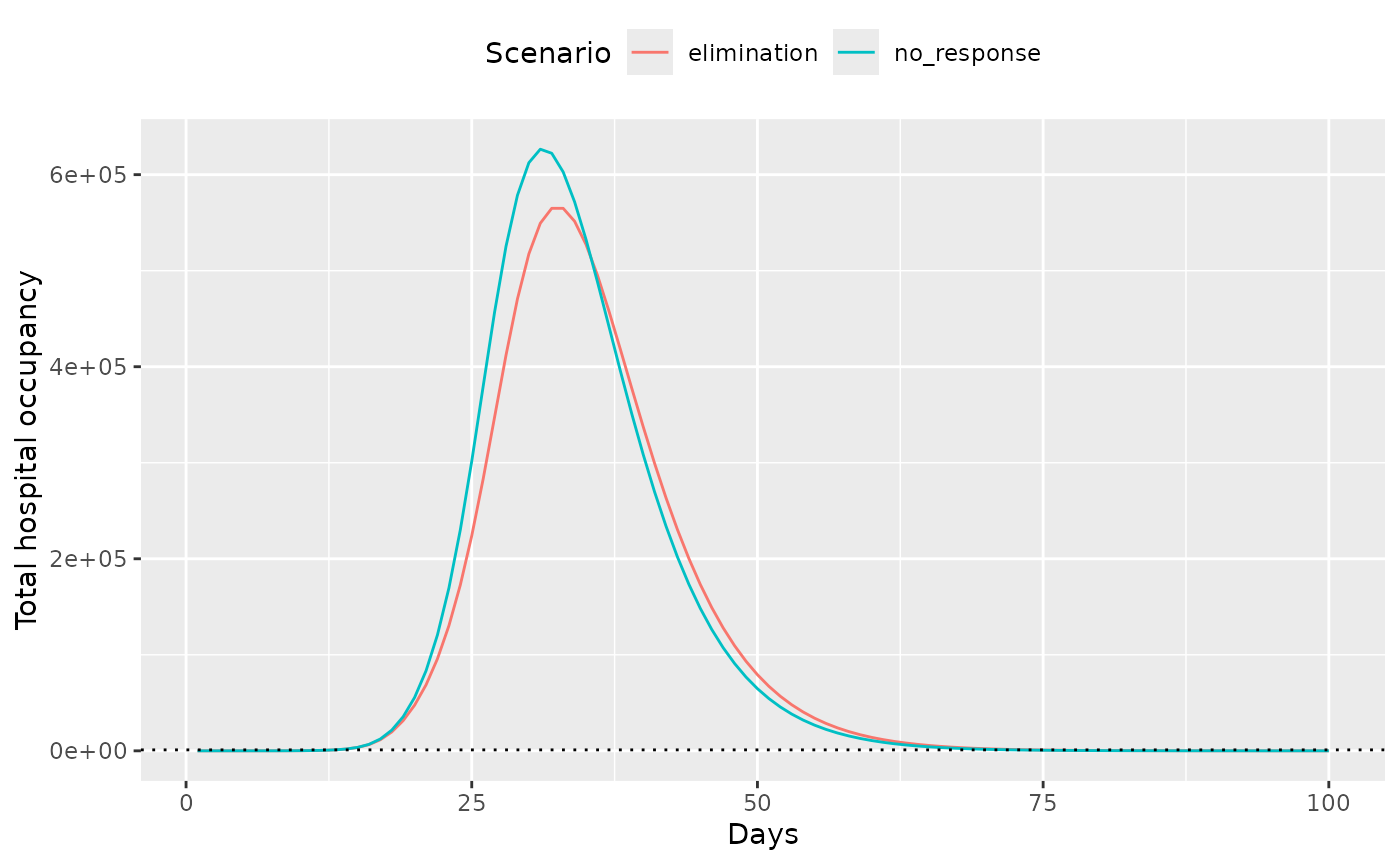 Scenario elimination no_response
Total hospital occupancy
6e+05
4e+05
2e+05
0e+00
0 25 50 75 100
Days